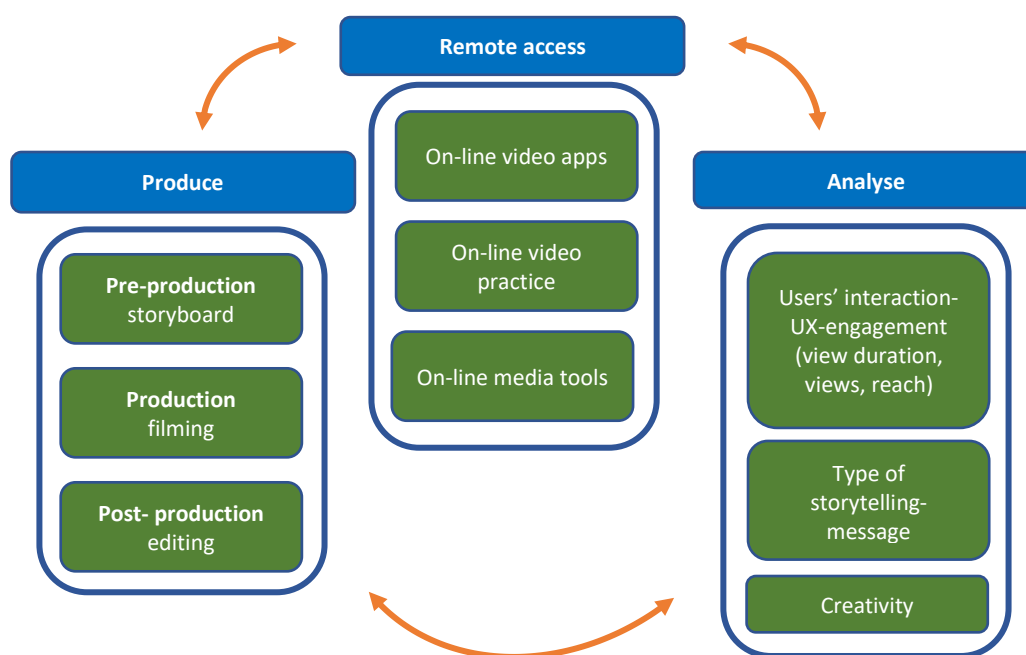 Remote access
On-line video apps
On-line video
practice
On-line media tools
Produce
Pre-production
storyboard
Production
filming
Post- production
editing
Analyse
Users’ interaction-
UX-engagement
(view duration,
views, reach)
Type of
storytelling-
message
Creativity